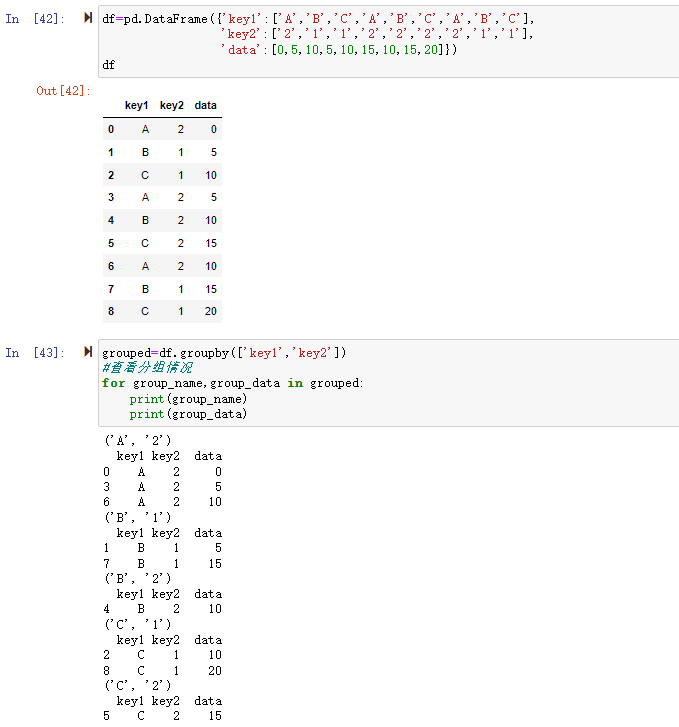 In [42]:
df=pd.DataFrame({'key1':['A','B','C','A','B','C','A','B','C'],
'key2':['2','1','1','2','2','2','2','1','1'],
'data':[0,5,10,5,10,15,10,15,20]})
df
Out[42]:
key1 key2 data
0 A 2 0
1 B 1 5
2 C 1 10
3 A 2 5
4 B 2 10
5 C 2 15
6 A 2 10
7 B 1 15
8 C 1 20
In [43]:
grouped=df.groupby(['key1','key2'])
#查看分组情况
for group_name,group_data in grouped:
print(group_name)
print(group_data)
('A', '2')
key1 key2 data
0 A 2 0
3 A 2 5
6 A 2 10
('B', '1')
key1 key2 data
1 B 1 5
7 B 1 15
('B', '2')
key1 key2 data
4 B 2 10
('C', '1')
key1 key2 data
2 C 1 10
8 C 1 20
('C', '2')
key1 key2 data
5 C 2 15